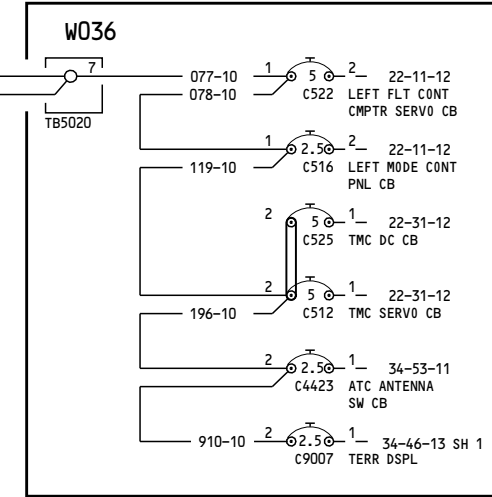 W036
7
TB5020
077-10 1 5 2 22-11-12
078-10 C522 LEFT FLT CONT
CMPTR SERVO CB
1 2.5 2 22-11-12
119-10 C516 LEFT MODE CONT
PNL CB
2 5 1 22-31-12
C525 TMC DC CB
2 5 1 22-31-12
196-10 C512 TMC SERVO CB
2 2.5 1 34-53-11
C4423 ATC ANTENNA
SW CB
910-10 2 2.5 1 34-46-13 SH 1
C9007 TERR DSPL